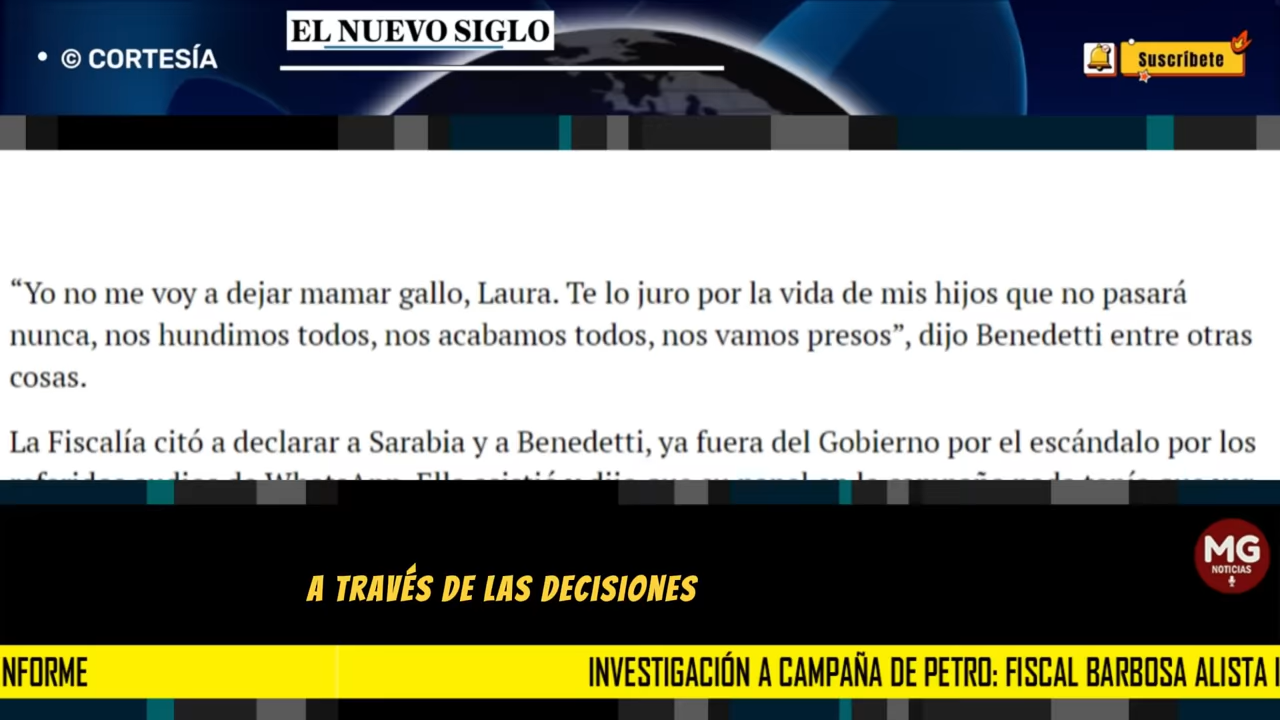 EL NUEVO SIGLO
• © CORTESÍA
Suscríbete
“Yo no me voy a dejar mamar gallo, Laura. Te lo juro por la vida de mis hijos que no pasará
nunca, nos hundimos todos, nos acabamos todos, nos vamos presos”, dijo Benedetti entre otras
cosas.
La Fiscalía citó a declarar a Sarabia y a Benedetti, ya fuera del Gobierno por el escándalo por los
MG
NOTICIAS
A TRAVÉS DE LAS DECISIONES
NFORME
INVESTIGACIÓN A CAMPAÑA DE PETRO: FISCAL BARBOSA ALISTA I